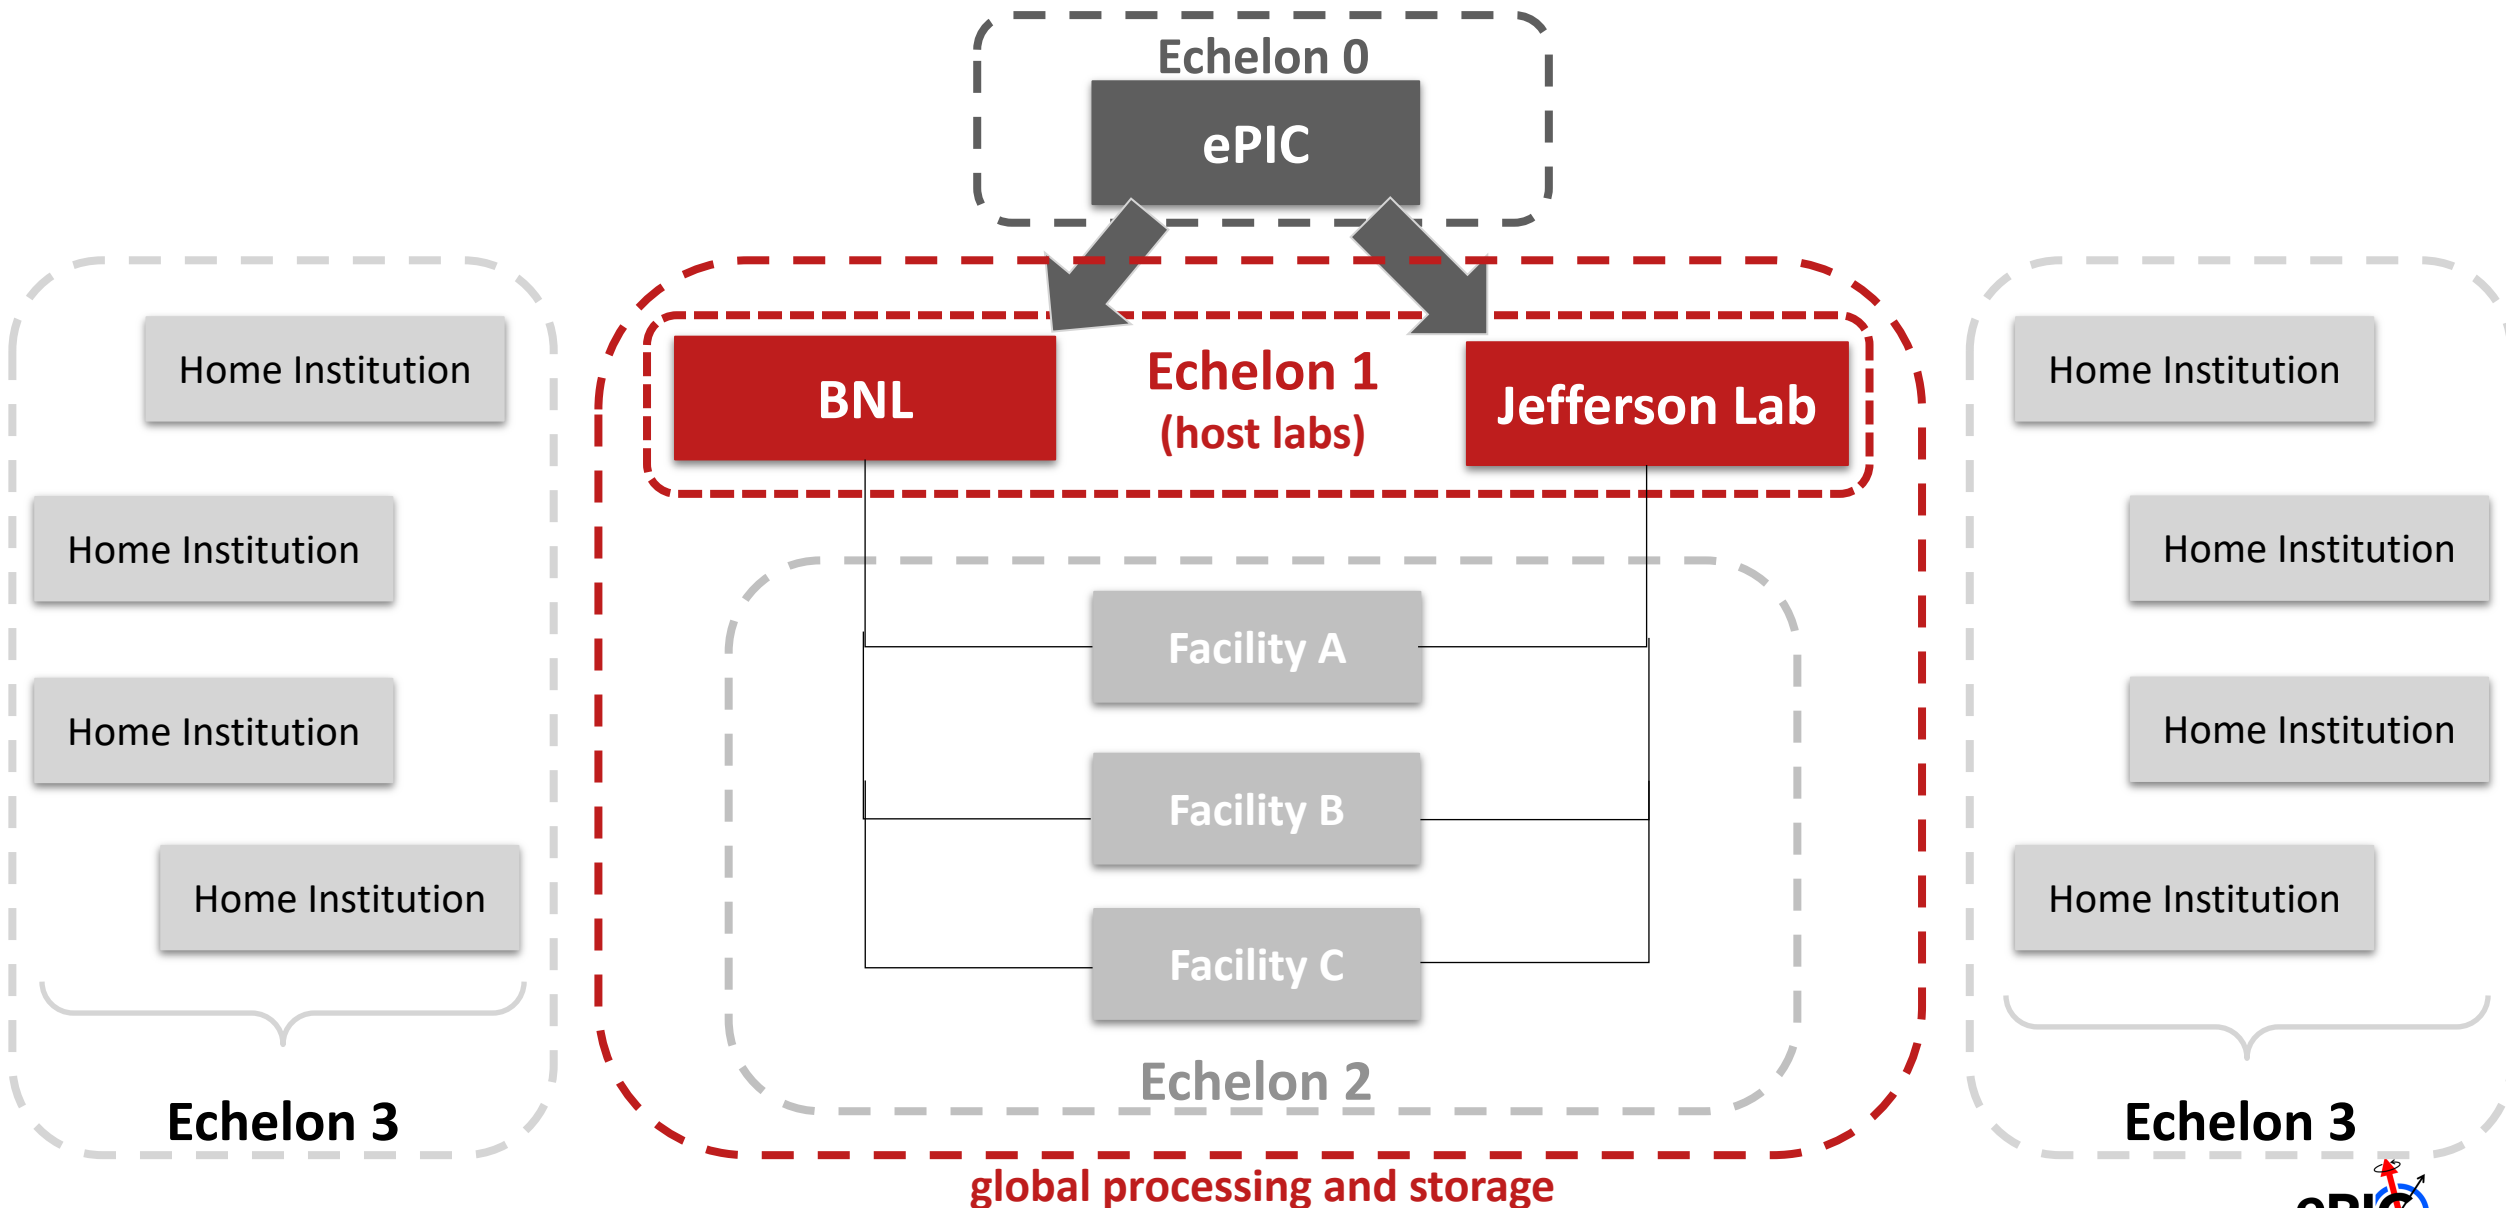 Echelon 0
ePIC
Home Institution
Home Institution
Home Institution
Home Institution
Echelon 3
BNL
Echelon 1
(host labs)
Jefferson Lab
Facility A
Facility B
Facility C
Echelon 2
global processing and storage
Home Institution
Home Institution
Home Institution
Home Institution
Echelon 3
ePIC